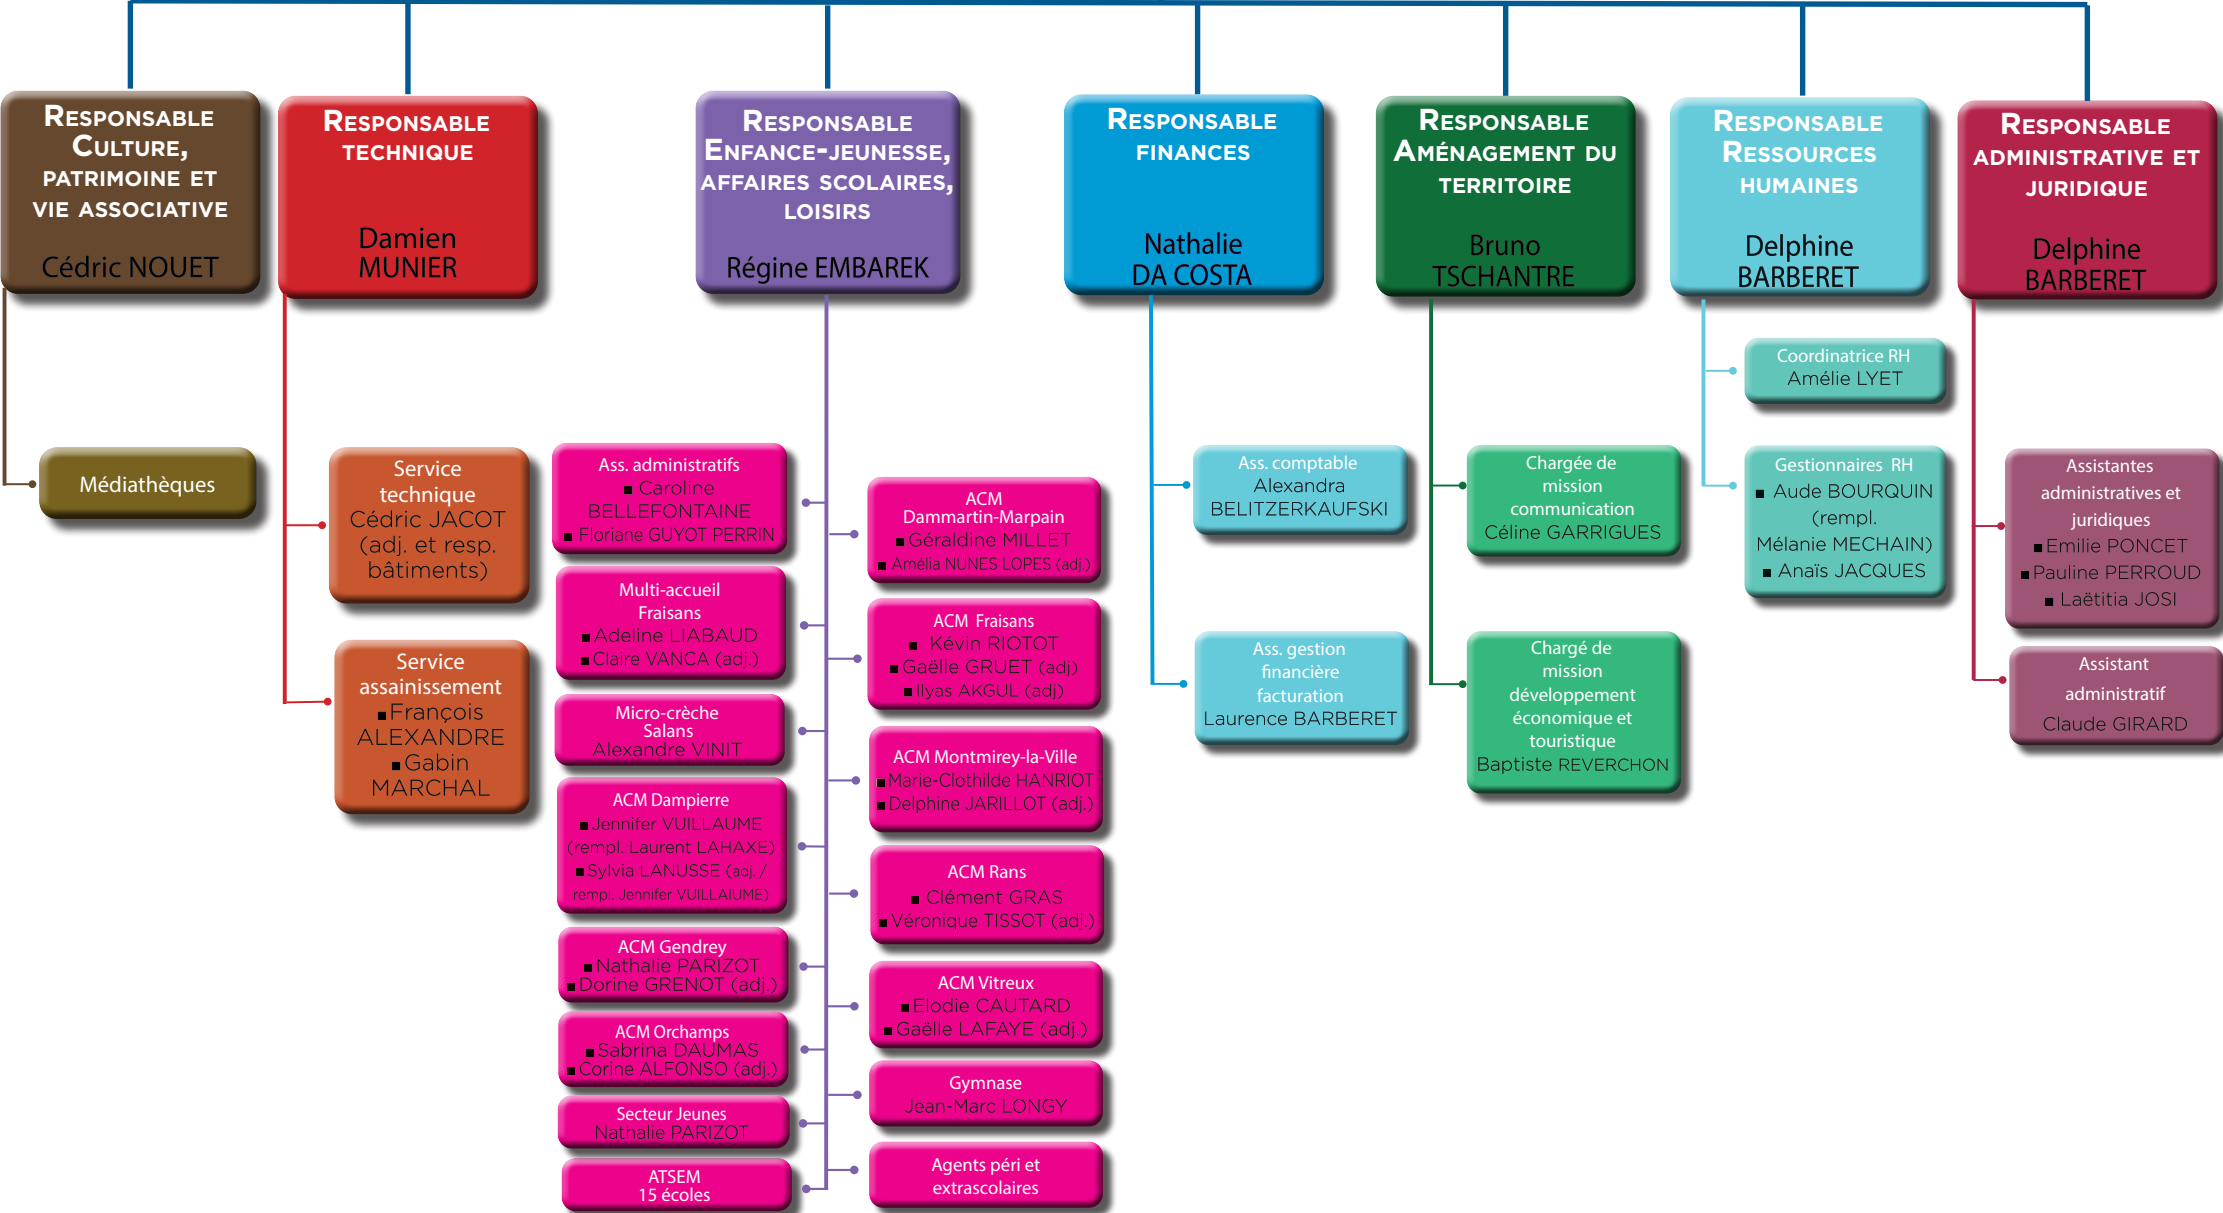 Responsable
Culture,
patrimoine et
vie associative
Cédric NOUET
Médiathèques
Responsable
technique
Damien
MUNIER
Service
technique
Cédric JACOT
(adj. et resp.
bâtiments)
Service
assainissement
▪ François
ALEXANDRE
▪ Gabin
MARCHAL
Responsable
Enfance-jeunesse,
affaires scolaires,
loisirs
Régine EMBAREK
Ass. administratifs
▪ Caroline
BELLEFONTAINE
▪ Floriane GUYOT PERRIN
Multi-accueil
Fraisans
▪ Adeline LIABAUD
▪ Claire VANCA (adj.)
Micro-crèche
Salans
Alexandre VINIT
ACM Dampierre
▪ Jennifer VUILLAUME
(rempl. Laurent LAHAXE)
▪ Sylvia LANUSSE (adj. /
rempl. Jennifer VUILLAIUME)
ACM Gendrey
▪ Nathalie PARIZOT
▪ Dorine GRENOT (adj.)
ACM Orchamps
▪ Sabrina DAUMAS
▪ Corine ALFONSO (adj.)
Secteur Jeunes
Nathalie PARIZOT
ATSEM
15 écoles
ACM
Dammartin-Marpain
▪ Géraldine MILLET
▪ Amélia NUNES LOPES (adj.)
ACM Fraisans
▪ Kévin RIOTOT
▪ Gaëlle GRUET (adj)
▪ Ilyas AKGUL (adj)
ACM Montmirey-la-Ville
▪ Marie-Clothilde HANRIOT
▪ Delphine JARILLOT (adj.)
ACM Rans
▪ Clément GRAS
▪ Véronique TISSOT (adj.)
ACM Vitreux
▪ Elodie CAUTARD
▪ Gaëlle LAFAYE (adj.)
Gymnase
Jean-Marc LONGY
Agents péri et
extrascolaires
Responsable
finances
Nathalie
DA COSTA
Ass. comptable
Alexandra
BELITZERKAUFSKI
Ass. gestion
financière
facturation
Laurence BARBERET
Responsable
Aménagement du
territoire
Bruno
TSCHANTRE
Chargée de
mission
communication
Céline GARRIGUES
Chargé de
mission
développement
économique et
touristique
Baptiste REVERCHON
Responsable
Ressources
humaines
Delphine
BARBERET
Coordinatrice RH
Amélie LYET
Gestionnaires RH
▪ Aude BOURQUIN
(rempl.
Mélanie MECHAIN)
▪ Anaïs JACQUES
Responsable
administrative et
juridique
Delphine
BARBERET
Assistantes
administratives et
juridiques
▪ Emilie PONCET
▪ Pauline PERROUD
▪ Laëtitia JOSI
Assistant
administratif
Claude GIRARD